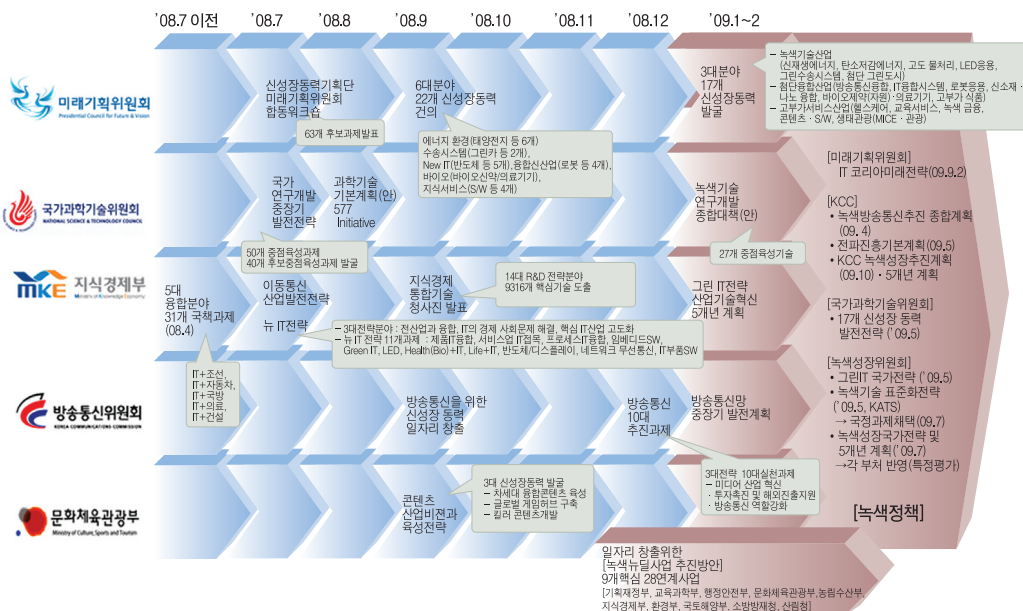 '08.7 이전
'08.7
'08.8
'08.9
'08.10
'08.11
'08.12
'09.1~2
미래기획위원회
Presidential Council for Future & Vision
신성장동력기획단
미래기획위원회
합동워크숍
63개 후보과제발표
6대분야
22개 신성장동력
건의
에너지 환경(태양전지 등 6개)
수송시스템(그린카 등 2개),
New IT(반도체 등 5개),융합신산업(로봇 등 4개),
바이오(바이오신약/의료기기),
지식서비스(S/W 등 4개)
3대분야
17개
신성장동력
발굴
– 녹색기술산업
(신재생에너지, 탄소저감에너지, 고도 물처리, LED응용,
그린수송시스템, 첨단 그린도시)
– 첨단융합산업(방송통신융합, IT융합시스템, 로봇응용, 신소재 ·
나노 융합, 바이오제약(자원) · 의료기기, 고부가 식품)
– 고부가서비스산업(헬스케어, 교육서비스, 녹색 금융,
콘텐츠 · S/W, 생태관광(MICE · 관광)
국가과학기술위원회
NATIONAL SCIENCE & TECHNOLOGY COUNCIL
국가
연구개발
중장기
발전전략
50개 중점육성과제
40개 후보중점육성과제 발굴
과학기술
기본계획(안)
577
Initiative
녹색기술
연구개발
종합대책(안)
27개 중점육성기술
MKE 지식경제부
Ministry of Knowledge Economy
5대
융합분야
31개 국책과제
(08.4)
IT+조선,
IT+자동차,
IT+국방
IT+의료,
IT+건설
이동통신
산업발전전략
뉴 IT전략
– 3대전략분야 : 전산업과 융합, IT의 경제 사회문제 해결, 핵심 IT산업 고도화
– 뉴 IT 전략 11개과제 : 제품IT융합, 서비스업 IT접목, 프로세스IT융합, 임베디드SW,
Green IT, LED, Health(Bio)+IT, Life+IT, 반도체/디스플레이, 네트워크 무선통신, IT부품SW
지식경제
통합기술
청사진 발표
14대 R&D 전략분야
9316개 핵심기술 도출
그린 IT전략
산업기술혁신
5개년 계획
방송통신위원회
KOREA COMMUNICATIONS COMMISSION
방송통신을 위한
신성장 동력
일자리 창출
방송통신
10대
추진과제
방송통신망
중장기 발전계획
3대전략 10대실천과제
– 미디어 산업 혁신
· 투자촉진 및 해외진출지원
· 방송통신 역할강화
문화체육관광부
Ministry of Culture, Sports and Tourism
콘텐츠
산업비젼과
육성전략
3대 신성장동력 발굴
– 차세대 융합콘텐츠 육성
– 글로벌 게임허브 구축
– 킬러 콘텐츠개발
[미래기획위원회]
IT 코리아미래전략(09.9.2)
[KCC]
• 녹색방송통신추진 종합계획
(09. 4)
• 전파진흥기본계획(09.5)
• KCC 녹색성장추진계획
(09.10) · 5개년 계획
[국가과학기술위원회]
• 17개 신성장 동력
발전전략 ('09.5)
[녹색성장위원회]
• 그린IT 국가전략 ('09.5)
• 녹색기술 표준화전략
('09.5, KATS)
→ 국정과제채택(09.7)
• 녹색성장국가전략 및
5개년 계획('09.7)
→각 부처 반영(특정평가)
[녹색정책]
일자리 창출위한
[녹색뉴딜사업 추진방안]
9개핵심 28연계사업
[기획재정부, 교육과학부, 행정안전부, 문화체육관광부,농림수산부,
지식경제부, 환경부, 국토해양부, 소방방재청, 산림청]